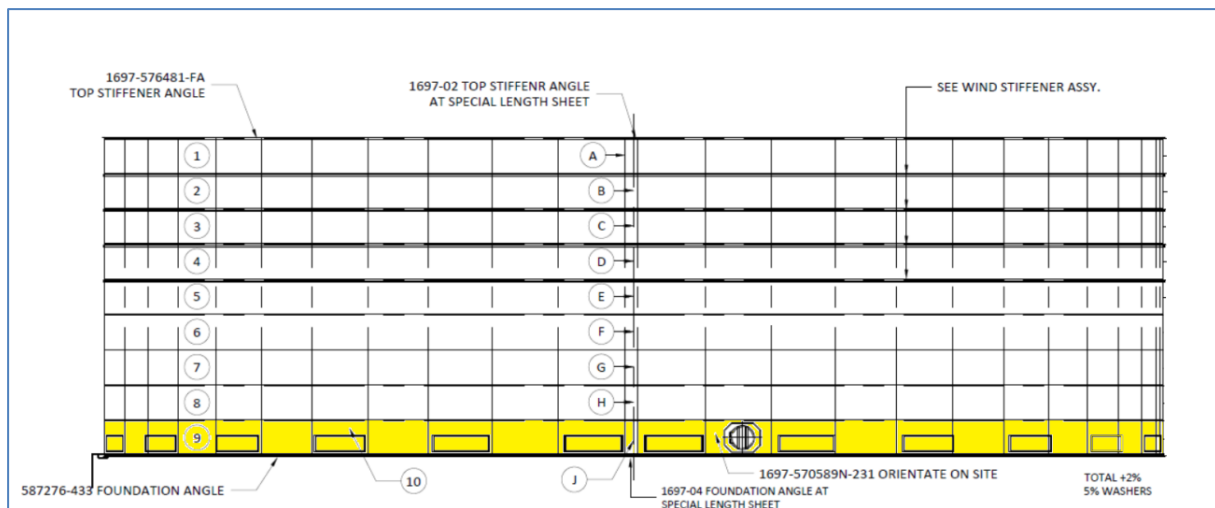 1697-576481-FA
TOP STIFFENER ANGLE
1697-02 TOP STIFFENR ANGLE
AT SPECIAL LENGTH SHEET
SEE WIND STIFFENER ASSY.
1
A
2
B
3
C
4
D
5
E
6
F
7
G
8
H
9
10
J
587276-433 FOUNDATION ANGLE
1697-570589N-231 ORIENTATE ON SITE
1697-04 FOUNDATION ANGLE AT
SPECIAL LENGTH SHEET
TOTAL +2%
5% WASHERS